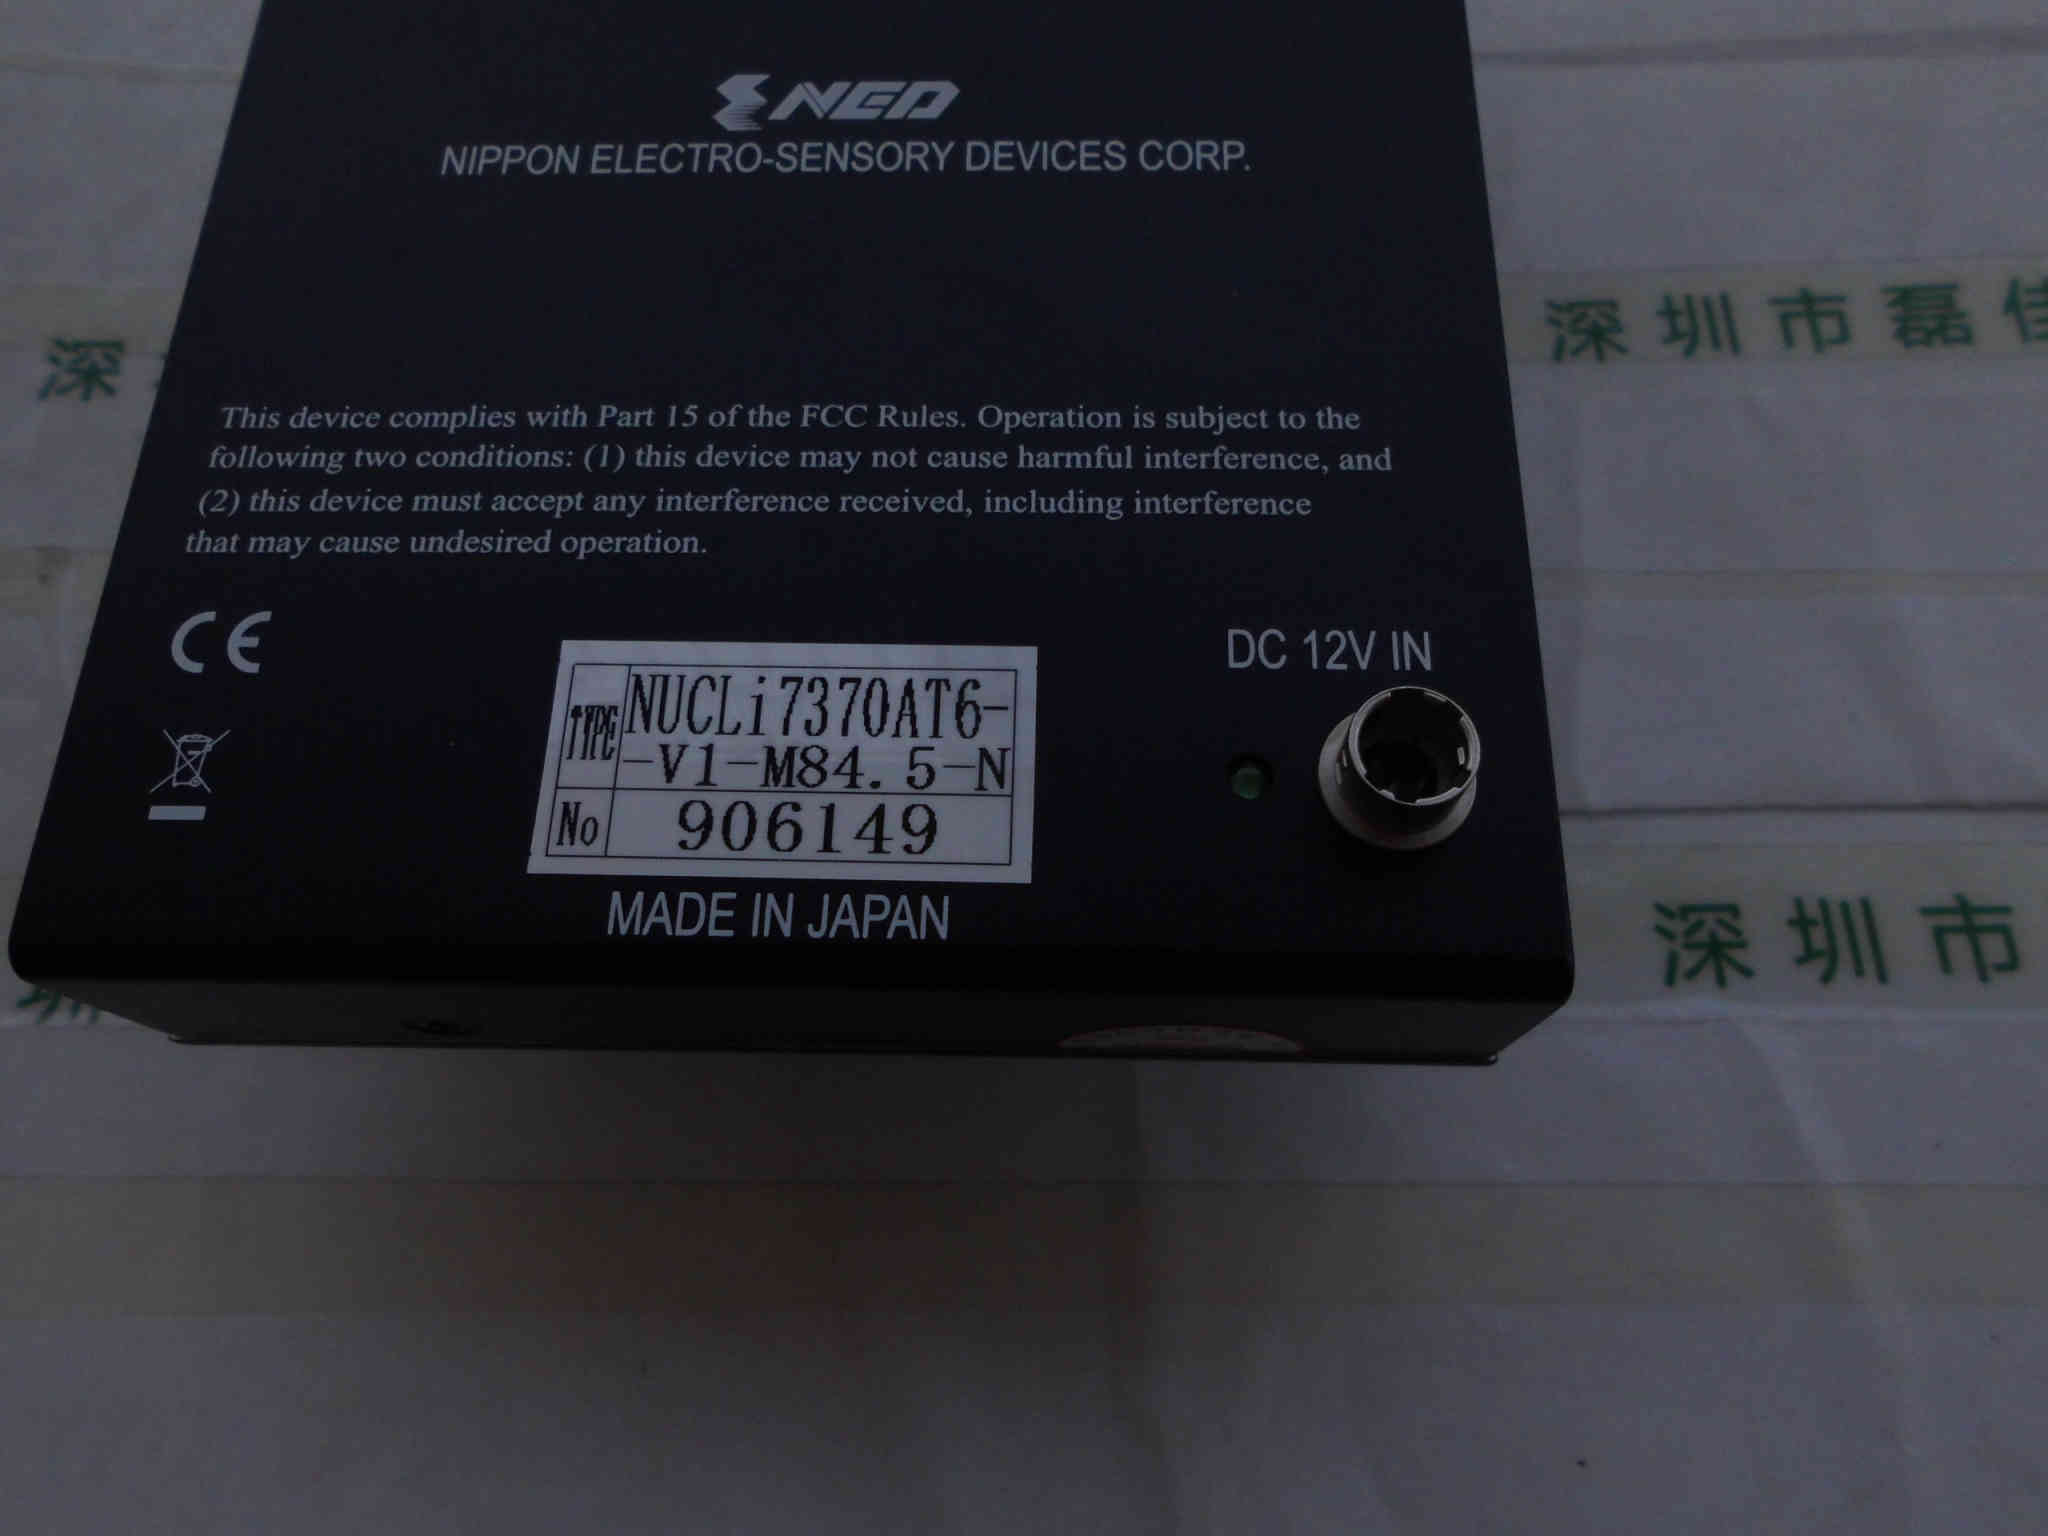 NED
NIPPON ELECTRO-SENSORY DEVICES CORP.
深圳市磊佳
深
This device complies with Part 15 of the FCC Rules. Operation is subject to the
following two conditions: (1) this device may not cause harmful interference, and
(2) this device must accept any interference received, including interference
that may cause undesired operation.
CE
DC 12V IN
TYPE NUCLi7370AT6-
-V1-M84.5-N
No 906149
MADE IN JAPAN
深圳市
圳